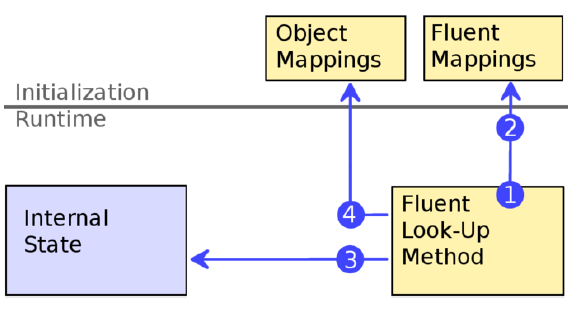 Object
Mappings
Fluent
Mappings
Initialization
Runtime
2
1
Internal
State
4
3
Fluent
Look-Up
Method